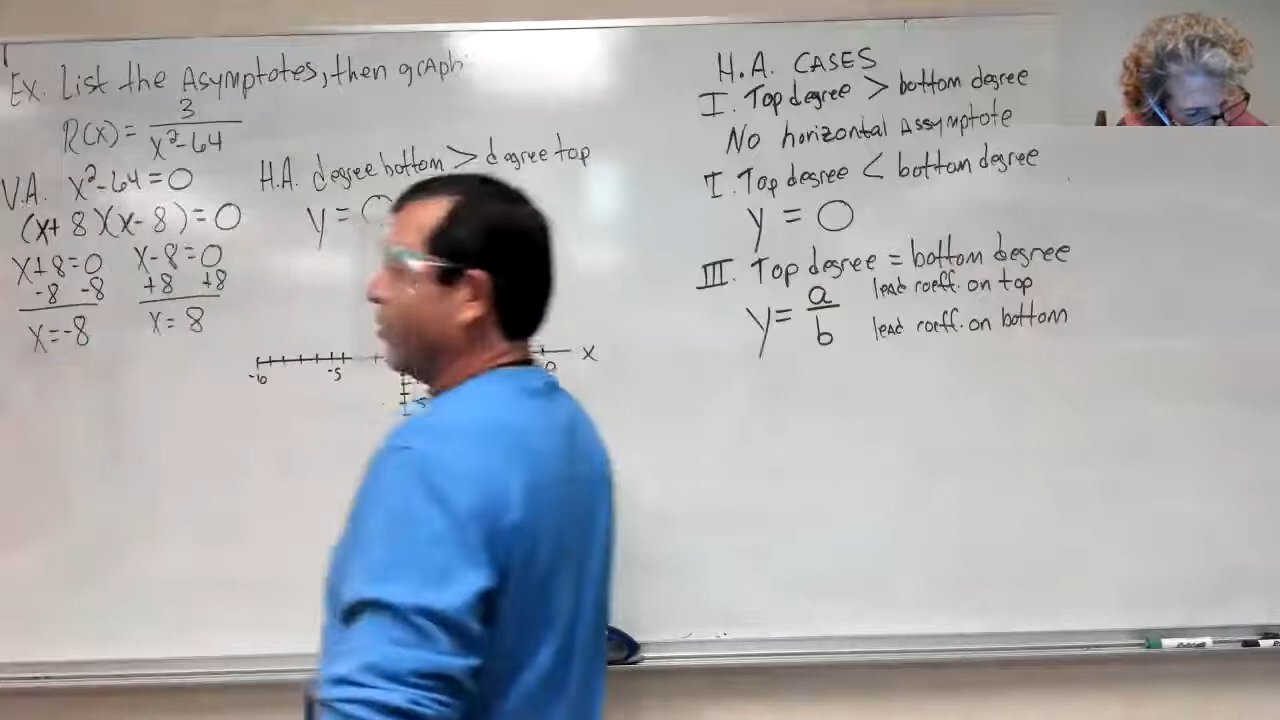 Ex. List the Asymptotes, then graph
R(x) = 3
x²-64
V.A. x²-64=0
(x+8)(x-8)=0
x+8=0 x-8=0
-8 -8 +8 +8
x=-8 x=8
H.A. degree bottom > degree top
y=0
-10 -5 x
-5
H.A. CASES
I. Top degree > bottom degree
No horizontal Assymptote
I. Top degree < bottom degree
y = 0
III. Top degree = bottom degree
y= a lead coeff. on top
b lead coeff. on bottom